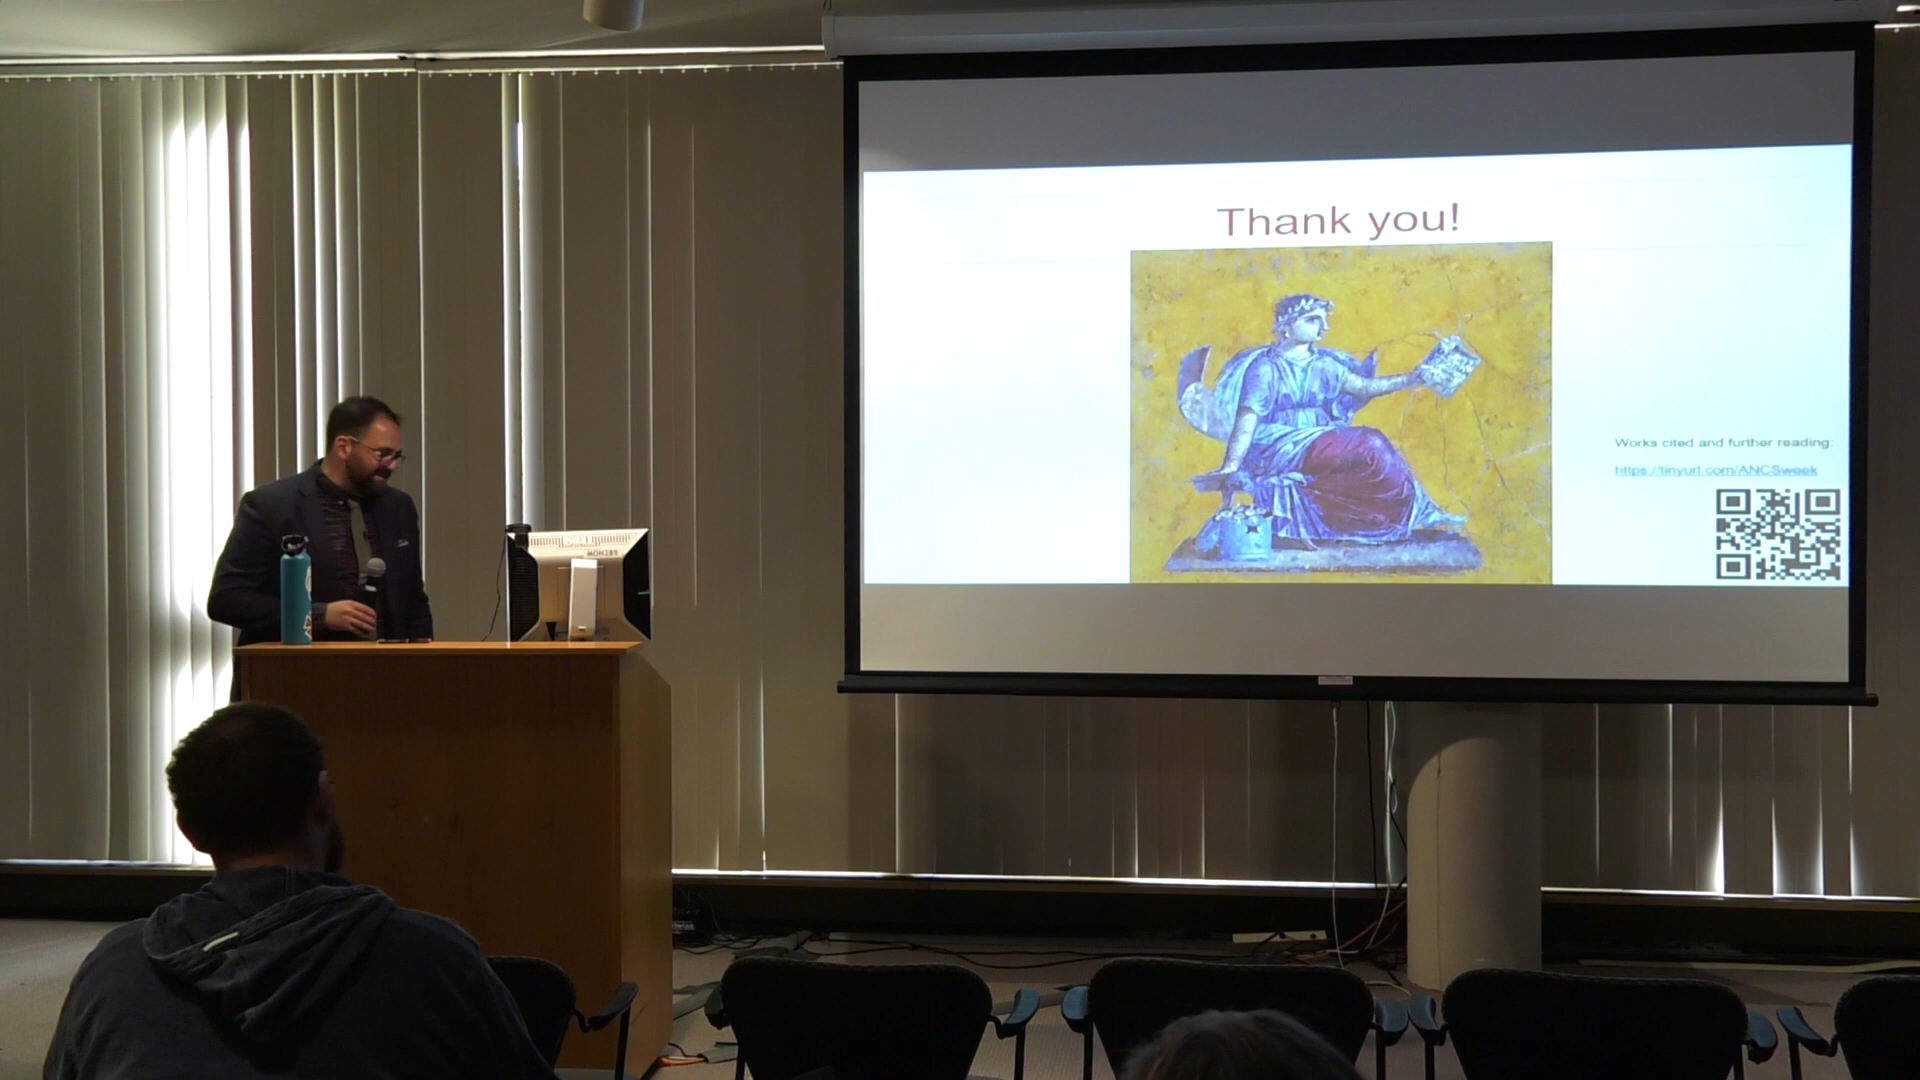 Thank you!
Works cited and further reading:
https://tinyurl.com/ANCSweek